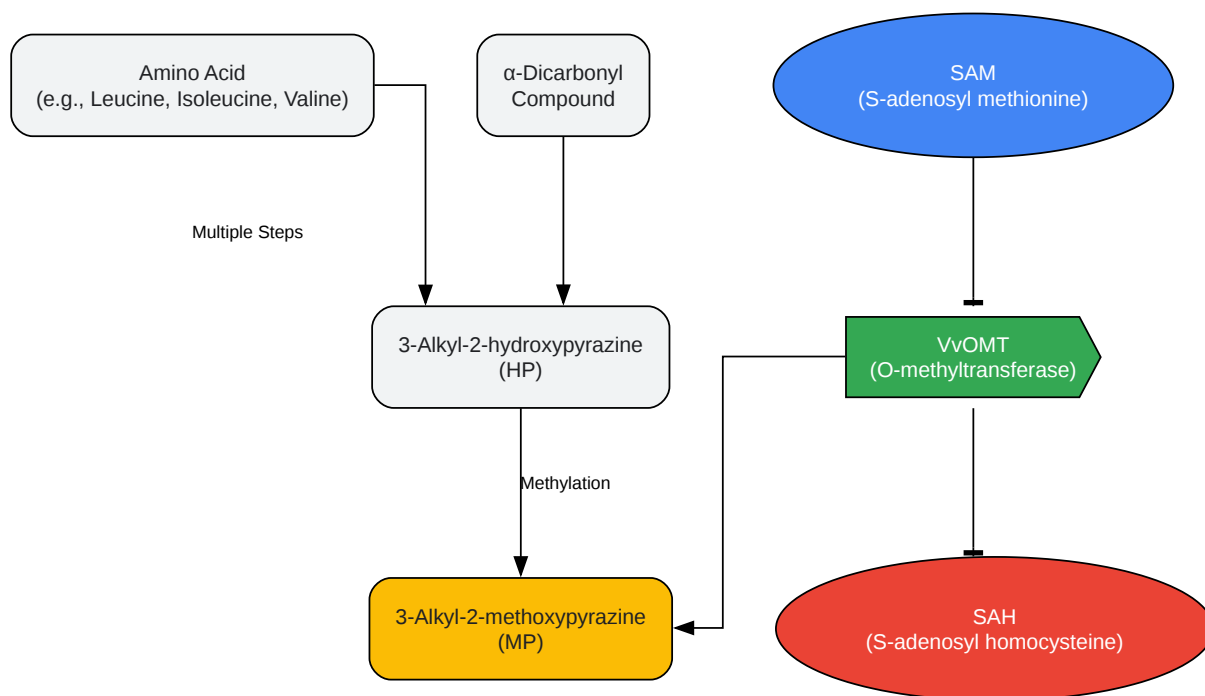 Amino Acid
(e.g., Leucine, Isoleucine, Valine)
α-Dicarbonyl
Compound
SAM
(S-adenosyl methionine)
Multiple Steps
3-Alkyl-2-hydroxypyrazine
(HP)
VvOMT
(O-methyltransferase)
Methylation
3-Alkyl-2-methoxypyrazine
(MP)
SAH
(S-adenosyl homocysteine)